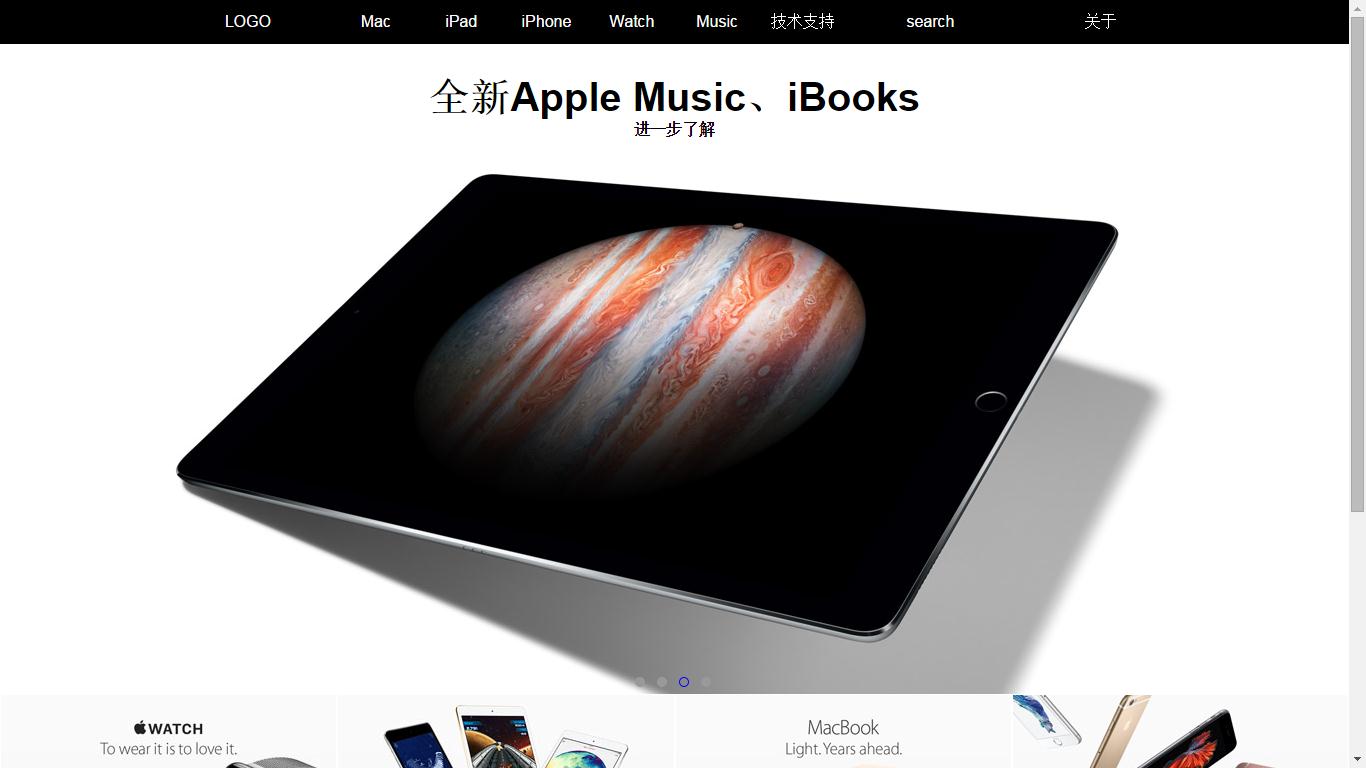 LOGO Mac iPad iPhone Watch Music 技术支持 search 关于
全新Apple Music、iBooks
进一步了解
WATCH
To wear it is to love it.
MacBook
Light. Years ahead.